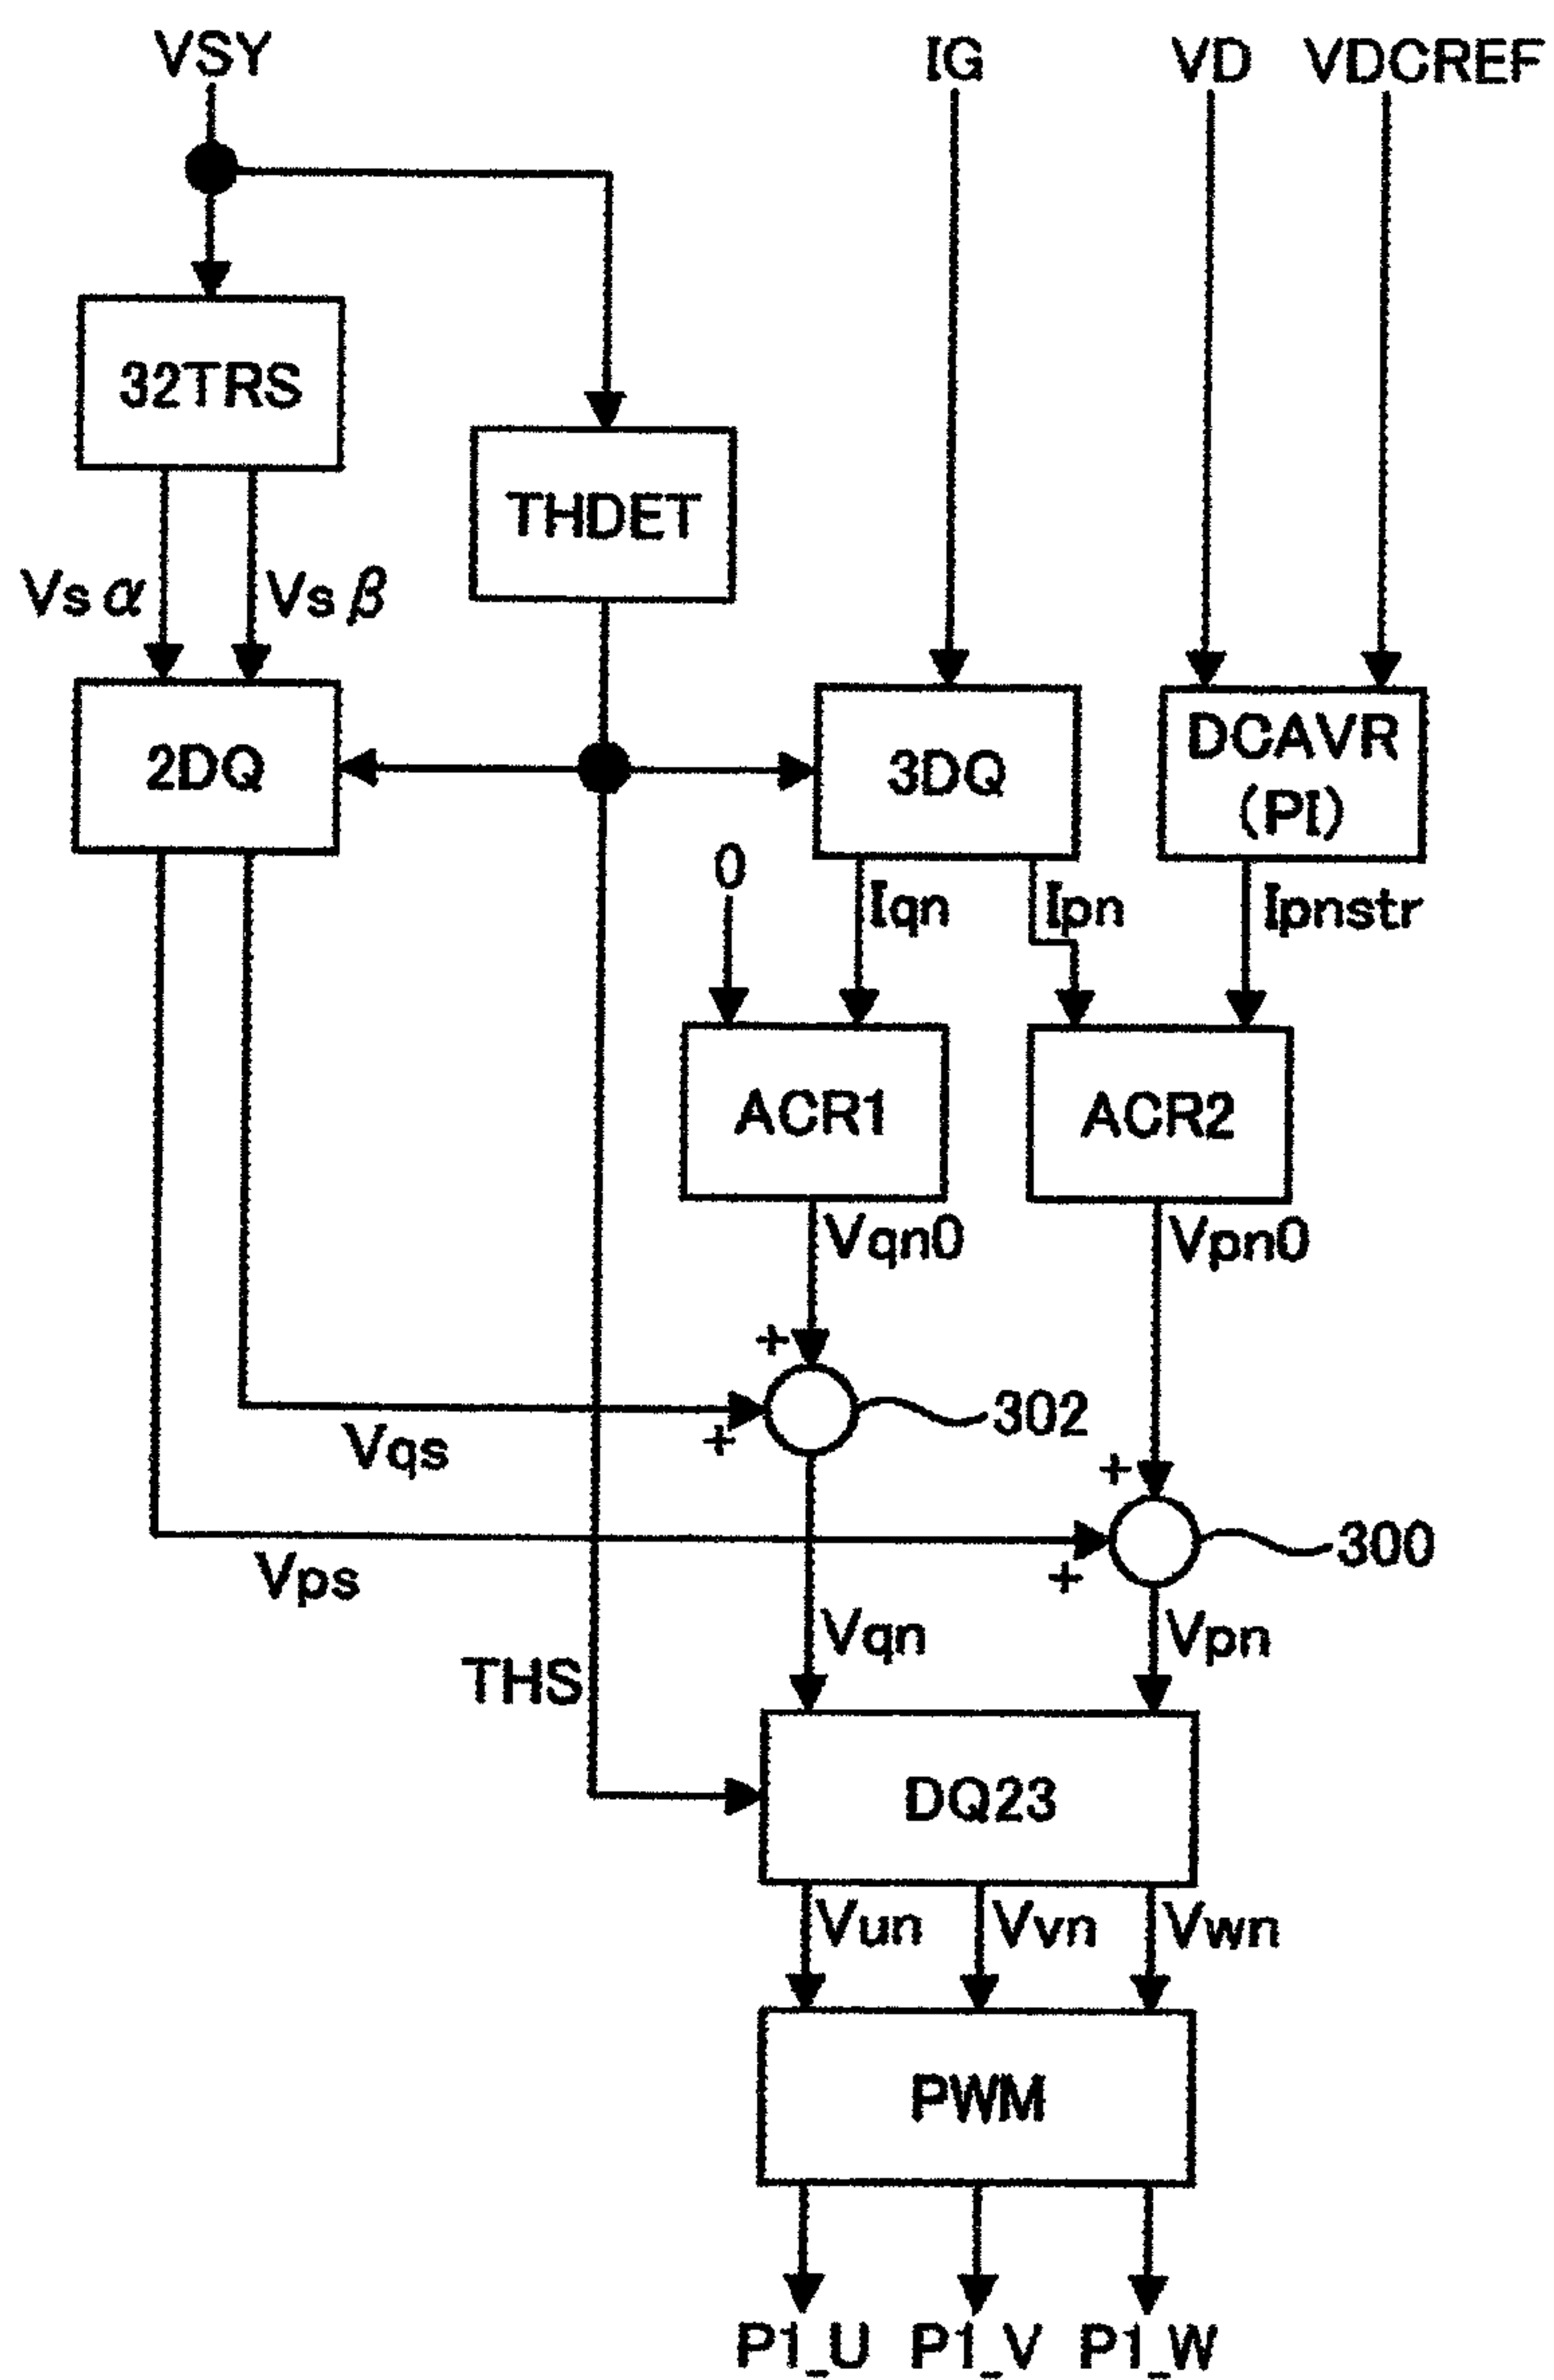 VSY
IG
VD
VDCREF
32TRS
THDET
Vsα
Vsβ
2DQ
3DQ
DCAVR
(PI)
0
Iqn
Ipn
Ipnstr
ACR1
ACR2
Vqn0
Vpn0
+
302
+
Vqs
+
300
+
Vps
Vqn
Vpn
THS
DQ23
Vun
Vvn
Vwn
PWM
P1_U
P1_V
P1_W